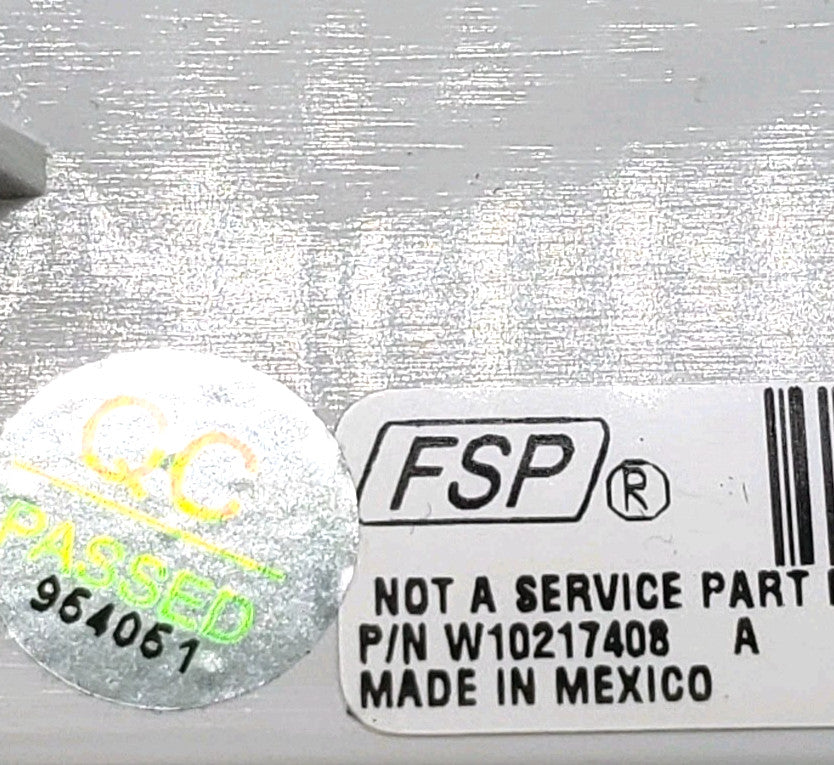 QC
PASSED
964061
FSP ®
NOT A SERVICE PART
P/N W10217408 A
MADE IN MEXICO